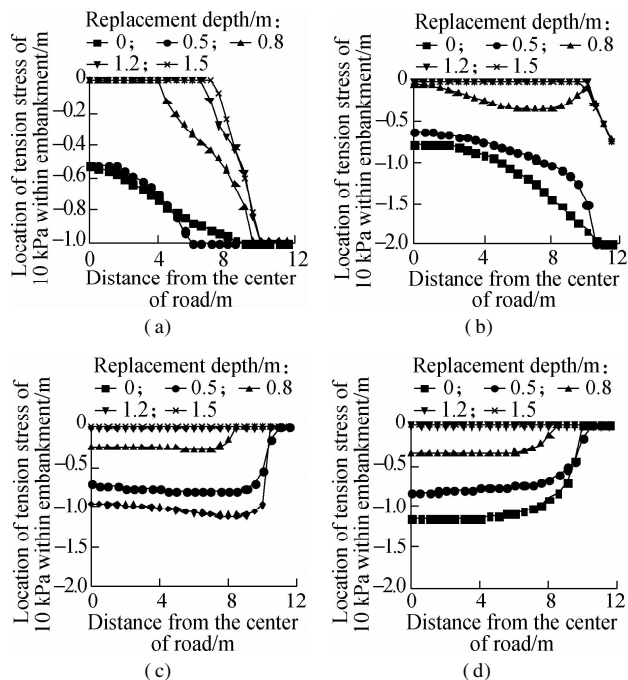 Replacement depth/m:
0; 0.5; 0.8
1.2; 1.5
Location of tension stress of
10 kPa within embankment/m
0
−0.2
−0.4
−0.6
−0.8
−1.0
0 4 8 12
Distance from the center
of road/m
(a)
Replacement depth/m:
0; 0.5; 0.8
1.2; 1.5
Location of tension stress of
10 kPa within embankment/m
0
−0.5
−1.0
−1.5
−2.0
0 4 8 12
Distance from the center
of road/m
(b)
Replacement depth/m:
0; 0.5; 0.8
1.2; 1.5
Location of tension stress of
10 kPa within embankment/m
0
−0.5
−1.0
−1.5
−2.0
0 4 8 12
Distance from the center
of road/m
(c)
Replacement depth/m:
0; 0.5; 0.8
1.2; 1.5
Location of tension stress of
10 kPa within embankment/m
0
−0.5
−1.0
−1.5
−2.0
0 4 8 12
Distance from the center
of road/m
(d)